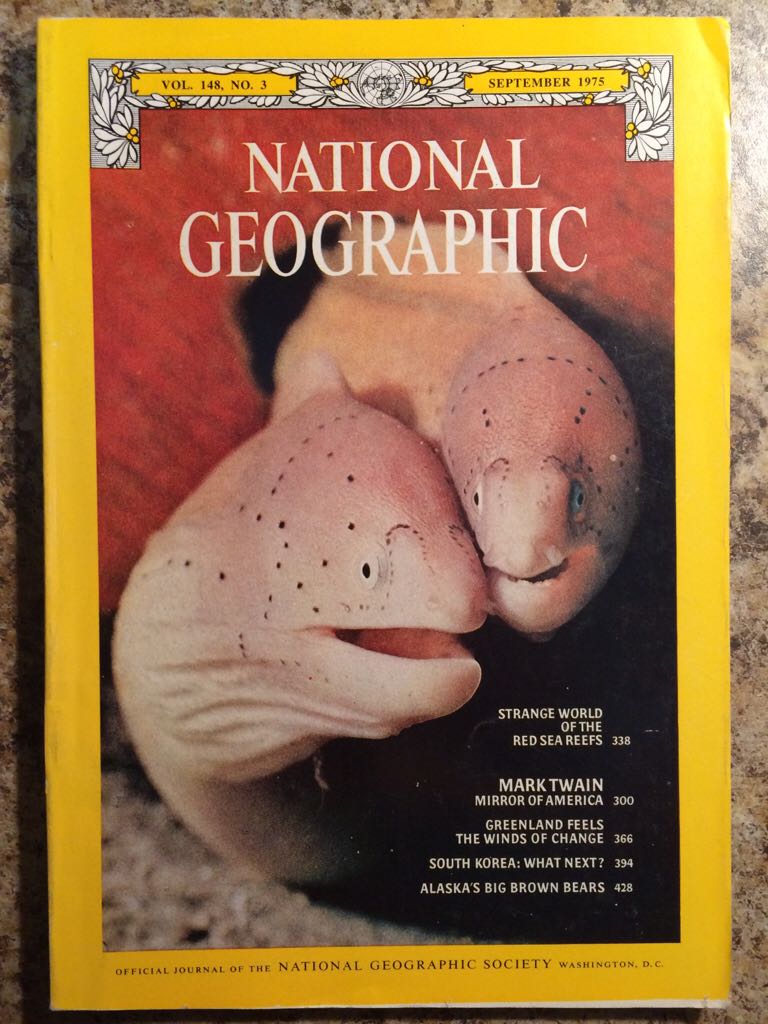 VOL. 148, NO. 3
SEPTEMBER 1975
NATIONAL
GEOGRAPHIC
STRANGE WORLD
OF THE
RED SEA REEFS 338
MARK TWAIN
MIRROR OF AMERICA 300
GREENLAND FEELS
THE WINDS OF CHANGE 366
SOUTH KOREA: WHAT NEXT? 394
ALASKA'S BIG BROWN BEARS 428
OFFICIAL JOURNAL OF THE NATIONAL GEOGRAPHIC SOCIETY WASHINGTON, D.C.